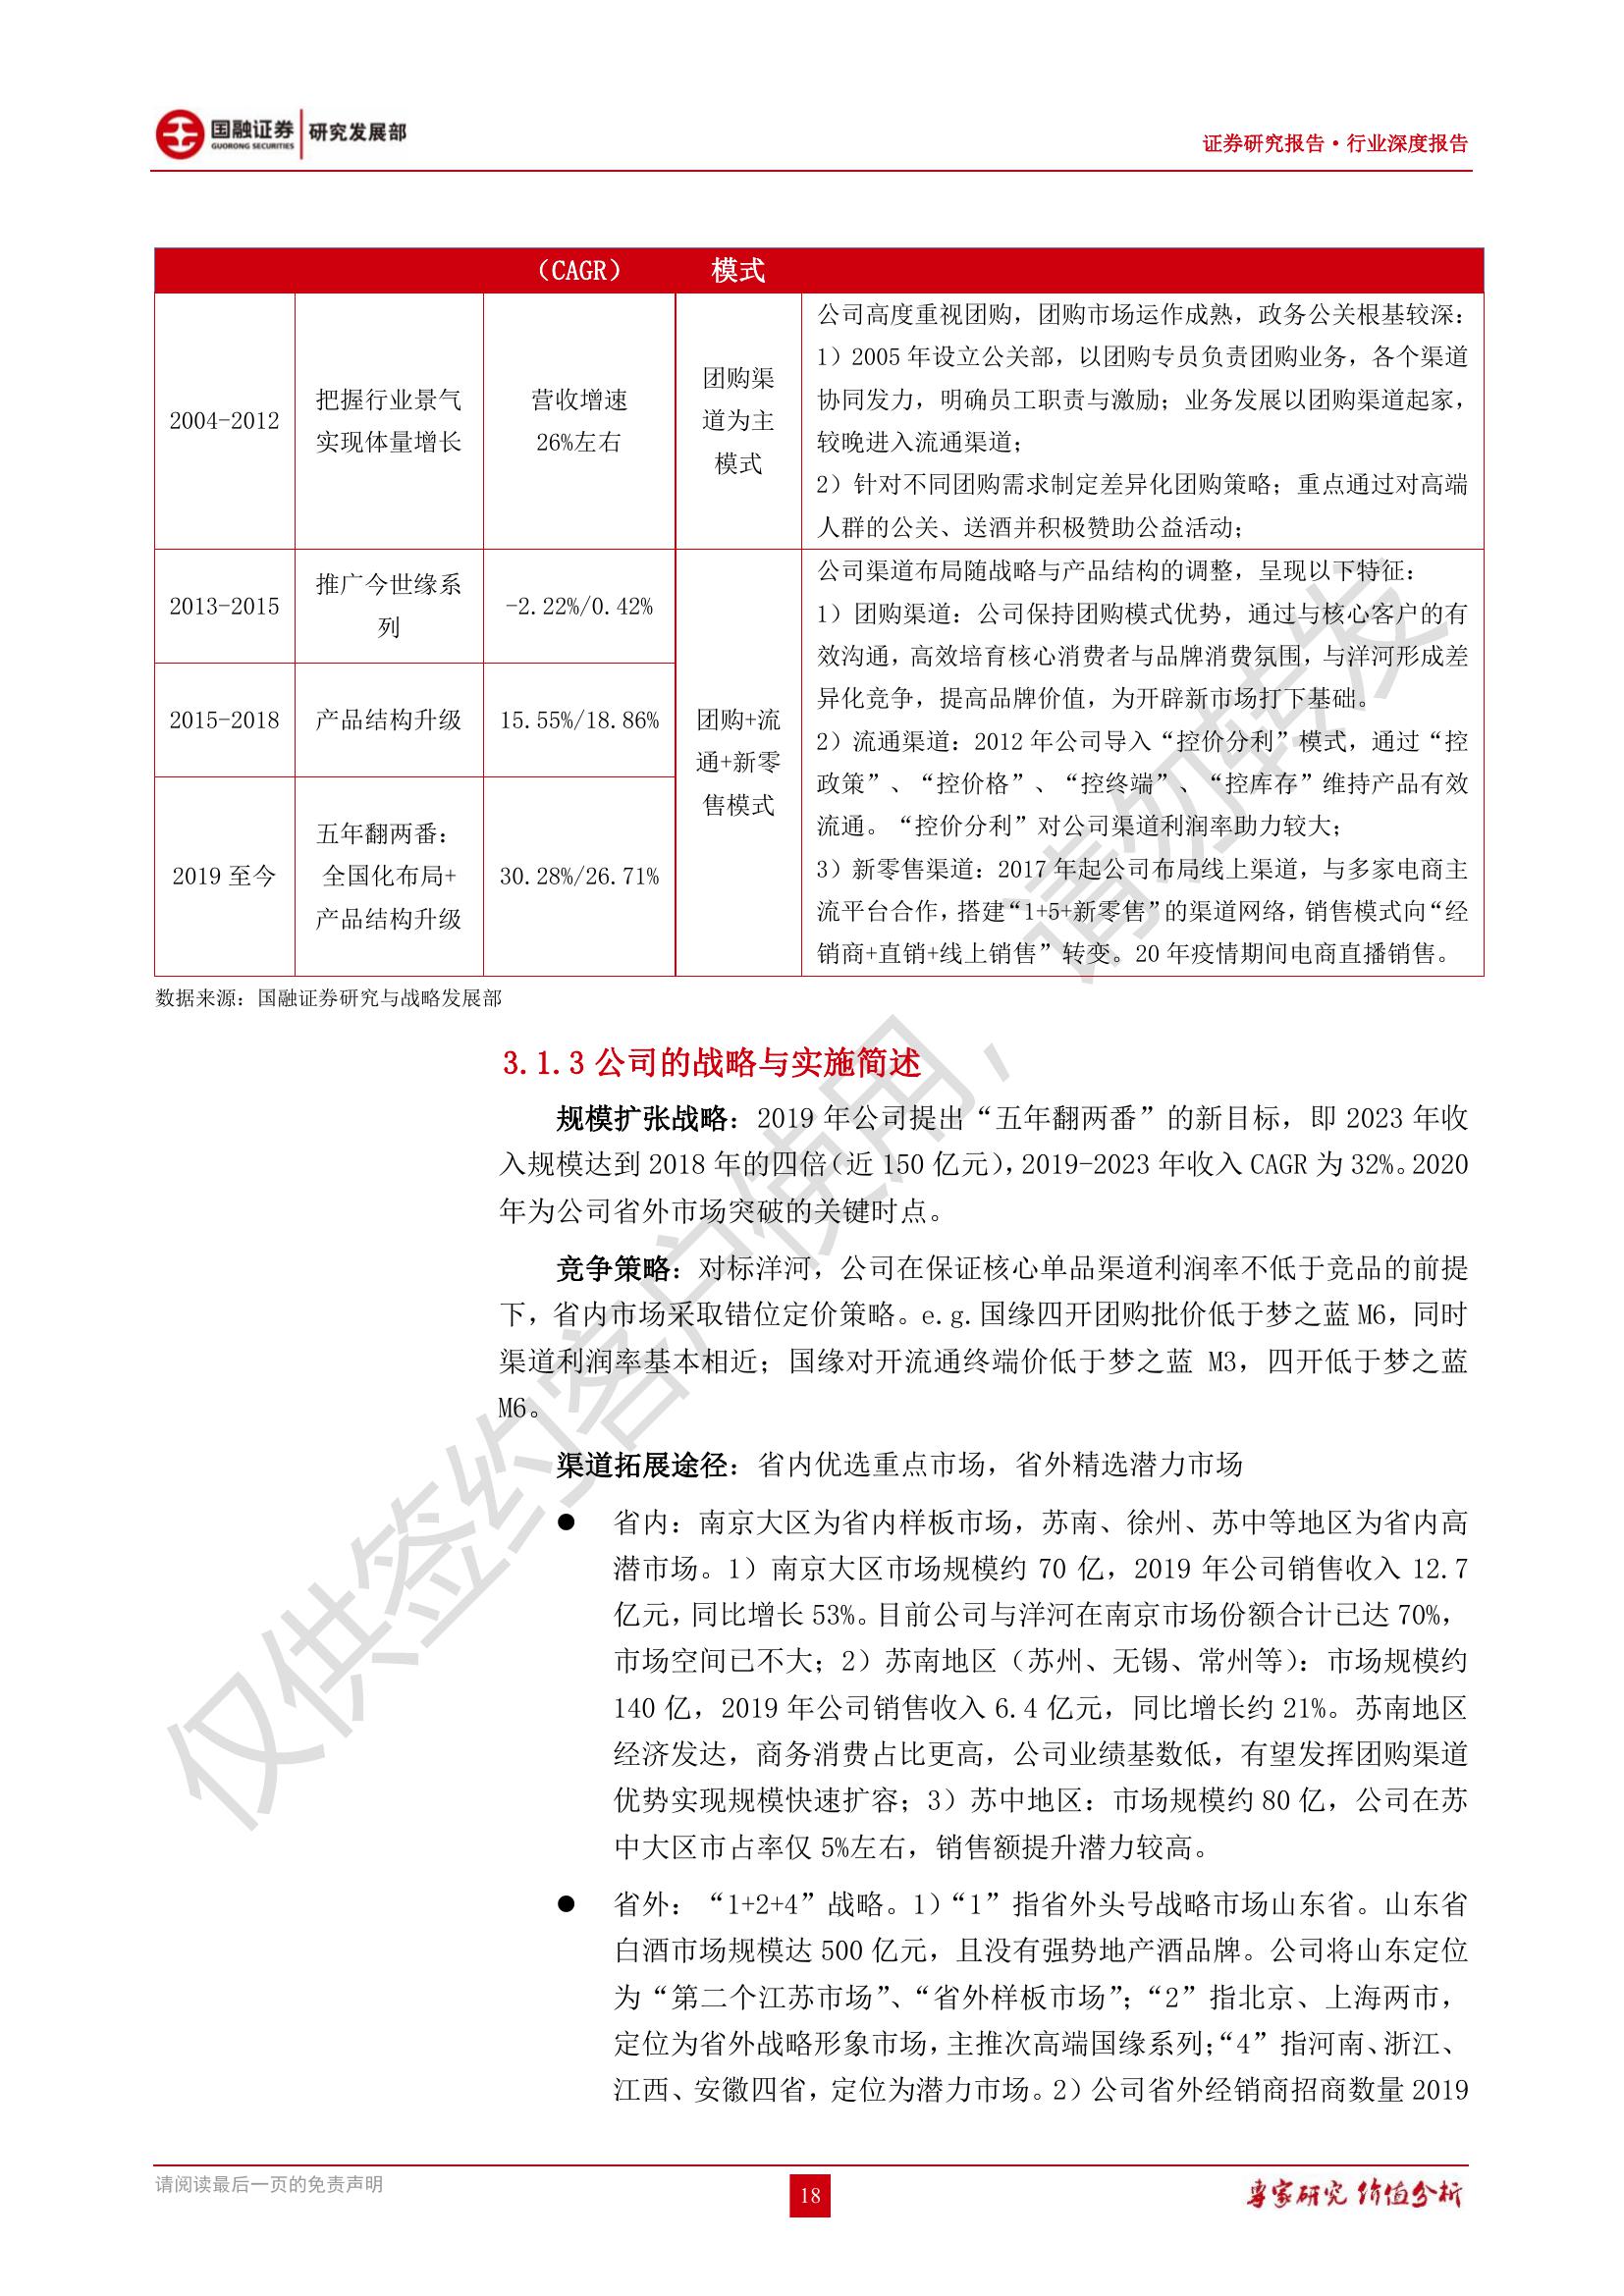 国融证券 研究发展部
GUORONG SECURITIES
证券研究报告·行业深度报告
（CAGR） 模式
2004-2012
把握行业景气
实现体量增长
营收增速
26%左右
团购渠
道为主
模式
公司高度重视团购，团购市场运作成熟，政务公关根基较深：
1）2005 年设立公关部，以团购专员负责团购业务，各个渠道
协同发力，明确员工职责与激励；业务发展以团购渠道起家，
较晚进入流通渠道；
2）针对不同团购需求制定差异化团购策略；重点通过对高端
人群的公关、送酒并积极赞助公益活动；
2013-2015
推广今世缘系
列
-2.22%/0.42%
2015-2018
产品结构升级
15.55%/18.86%
2019 至今
五年翻两番：
全国化布局+
产品结构升级
30.28%/26.71%
团购+流
通+新零
售模式
公司渠道布局随战略与产品结构的调整，呈现以下特征：
1）团购渠道：公司保持团购模式优势，通过与核心客户的有
效沟通，高效培育核心消费者与品牌消费氛围，与洋河形成差
异化竞争，提高品牌价值，为开辟新市场打下基础。
2）流通渠道：2012 年公司导入“控价分利”模式，通过“控
政策”、“控价格”、“控终端”、“控库存”维持产品有效
流通。“控价分利”对公司渠道利润率助力较大；
3）新零售渠道：2017 年起公司布局线上渠道，与多家电商主
流平台合作，搭建“1+5+新零售”的渠道网络，销售模式向“经
销商+直销+线上销售”转变。20 年疫情期间电商直播销售。
数据来源：国融证券研究与战略发展部
3.1.3 公司的战略与实施简述
规模扩张战略：2019 年公司提出“五年翻两番”的新目标，即 2023 年收
入规模达到 2018 年的四倍（近 150 亿元），2019-2023 年收入 CAGR 为 32%。2020
年为公司省外市场突破的关键时点。
竞争策略：对标洋河，公司在保证核心单品渠道利润率不低于竞品的前提
下，省内市场采取错位定价策略。e.g.国缘四开团购批价低于梦之蓝 M6，同时
渠道利润率基本相近；国缘对开流通终端价低于梦之蓝 M3，四开低于梦之蓝
M6。
渠道拓展途径：省内优选重点市场，省外精选潜力市场
● 省内：南京大区为省内样板市场，苏南、徐州、苏中等地区为省内高
潜市场。1）南京大区市场规模约 70 亿，2019 年公司销售收入 12.7
亿元，同比增长 53%。目前公司与洋河在南京市场份额合计已达 70%，
市场空间已不大；2）苏南地区（苏州、无锡、常州等）：市场规模约
140 亿，2019 年公司销售收入 6.4 亿元，同比增长约 21%。苏南地区
经济发达，商务消费占比更高，公司业绩基数低，有望发挥团购渠道
优势实现规模快速扩容；3）苏中地区：市场规模约 80 亿，公司在苏
中大区市占率仅 5%左右，销售额提升潜力较高。
● 省外：“1+2+4”战略。1）“1”指省外头号战略市场山东省。山东省
白酒市场规模达 500 亿元，且没有强势地产酒品牌。公司将山东定位
为“第二个江苏市场”、“省外样板市场”；“2”指北京、上海两市，
定位为省外战略形象市场，主推次高端国缘系列；“4”指河南、浙江、
江西、安徽四省，定位为潜力市场。2）公司省外经销商招商数量 2019
仅供签约客户使用，请勿转发
请阅读最后一页的免责声明
18
专家研究 价值分析